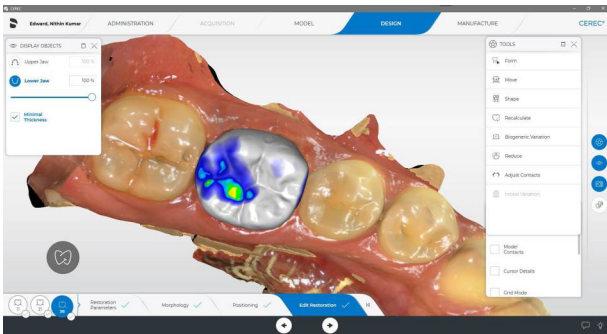 CEREC
Edward, Nithin Kumar
ADMINISTRATION
ACQUISITION
MODEL
DESIGN
MANUFACTURE
CEREC®
DISPLAY OBJECTS
Upper Jaw 100 %
Lower Jaw 100 %
Minimal
Thickness
TOOLS
Form
Move
Shape
Recalculate
Biogeneric Variation
Reduce
Adjust Contacts
Model
Contacts
Cursor Details
Grid Mode
Restoration
Parameters
Morphology
Positioning
Edit Restoration